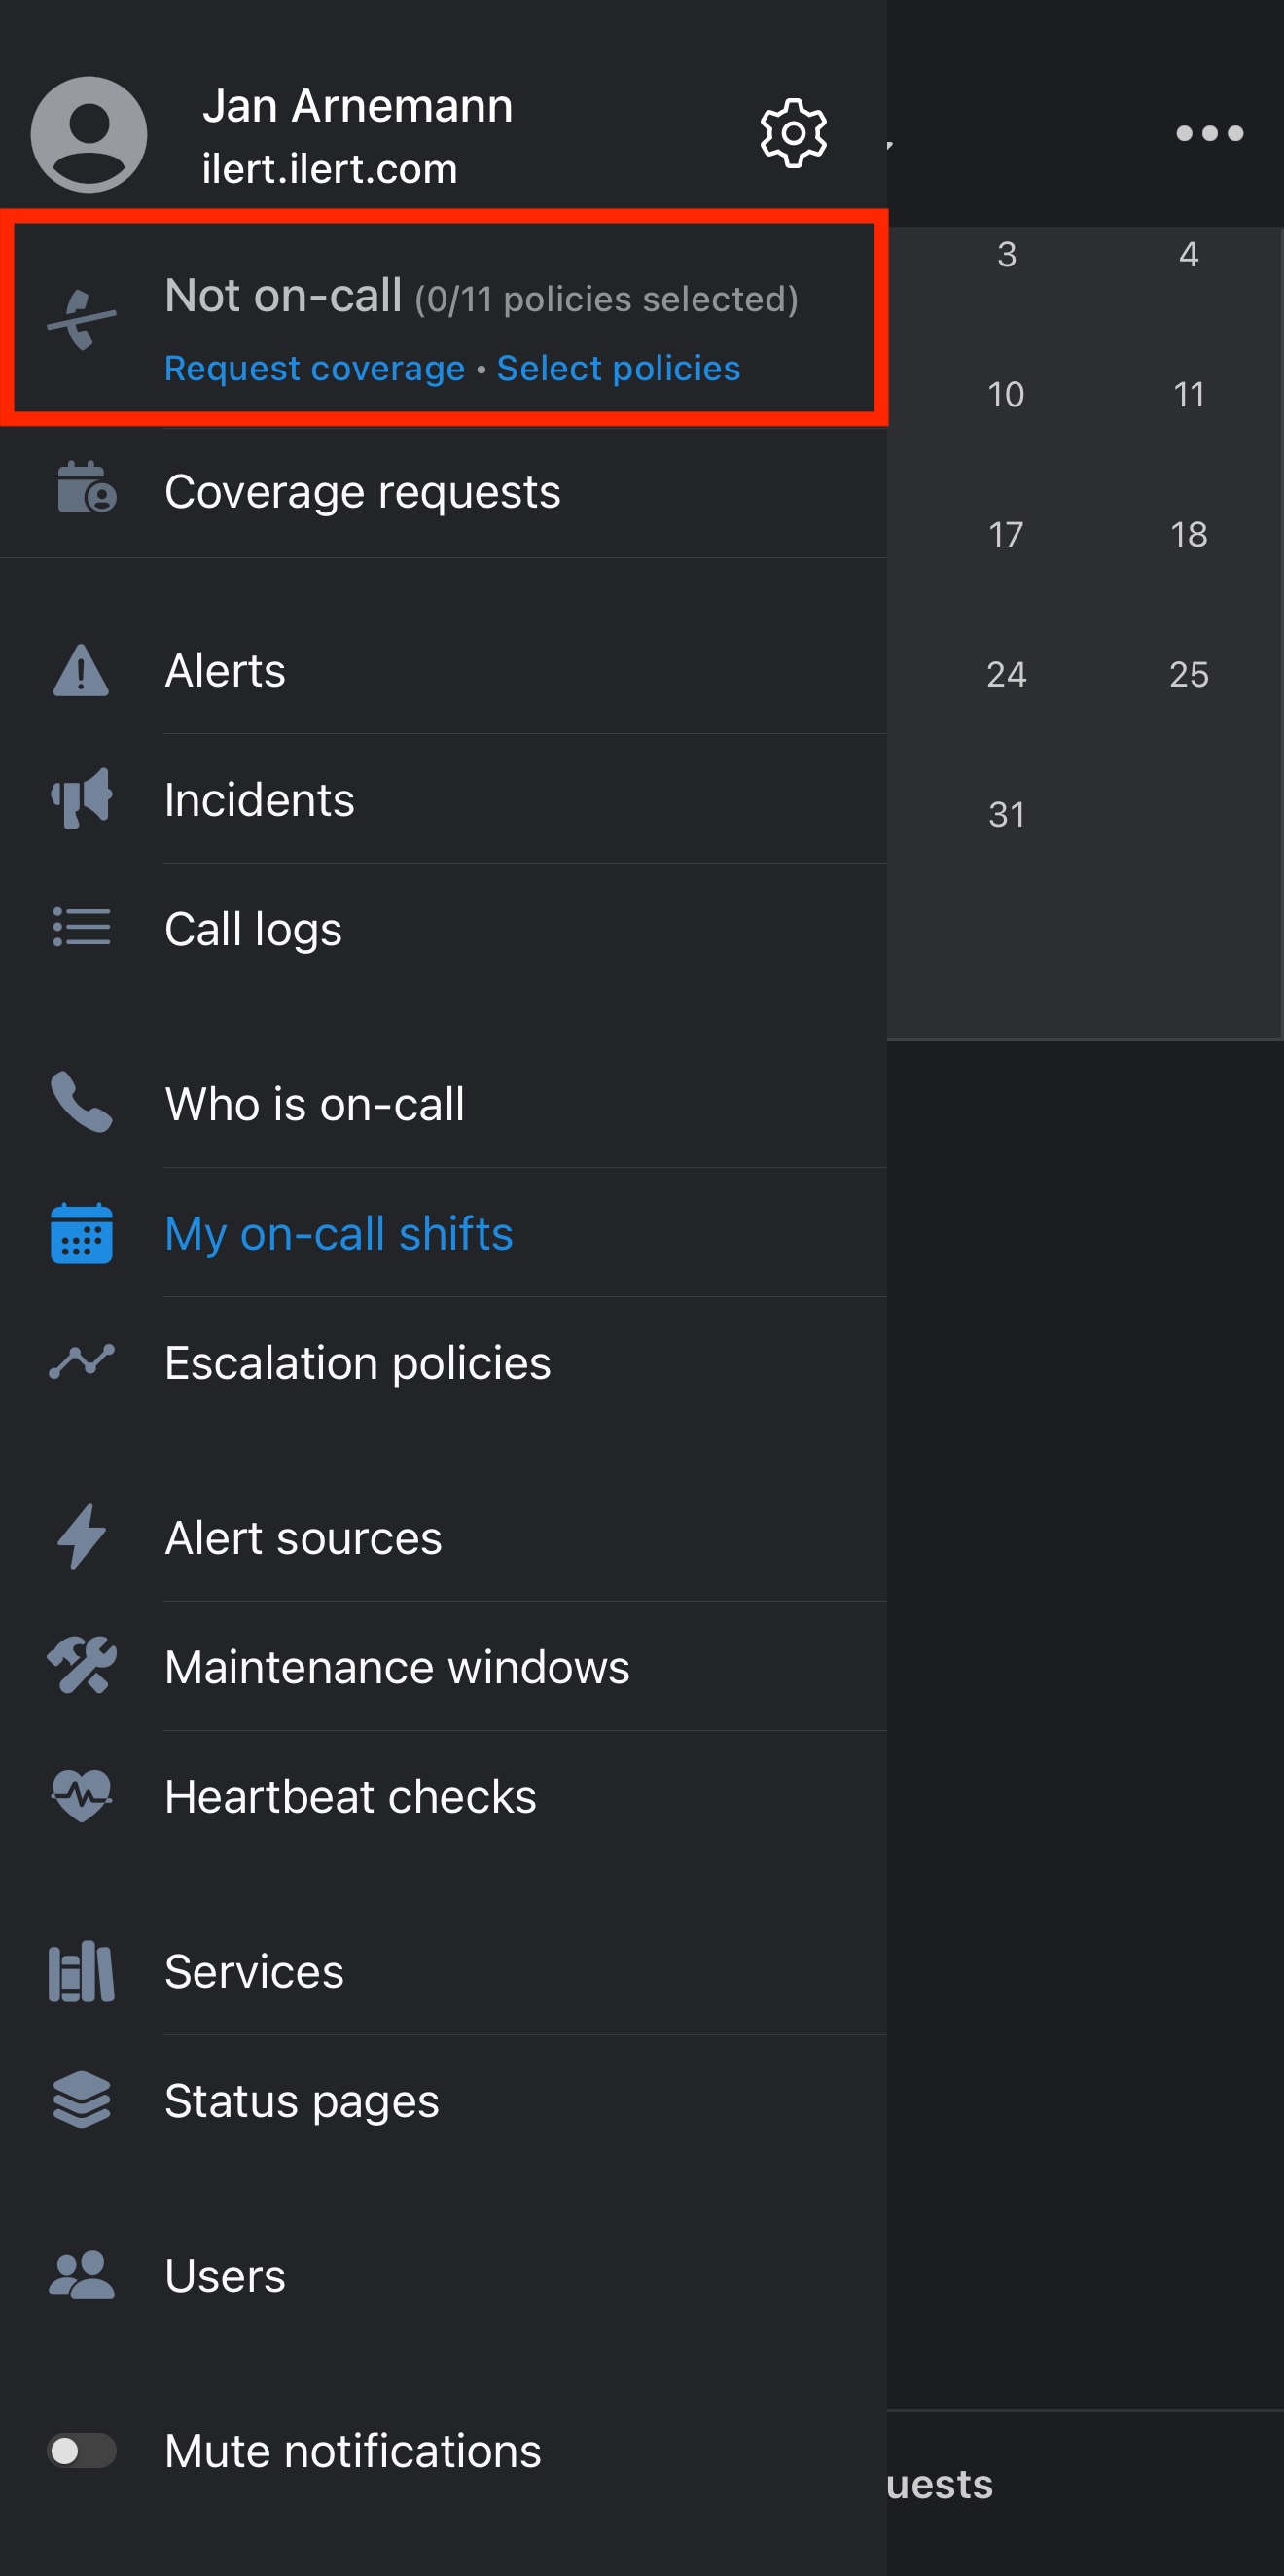 Jan Arnemann
ilert.ilert.com
Not on-call (0/11 policies selected)
Request coverage • Select policies
Coverage requests
Alerts
Incidents
Call logs
Who is on-call
My on-call shifts
Escalation policies
Alert sources
Maintenance windows
Heartbeat checks
Services
Status pages
Users
Mute notifications
3 4
10 11
17 18
24 25
31
uests